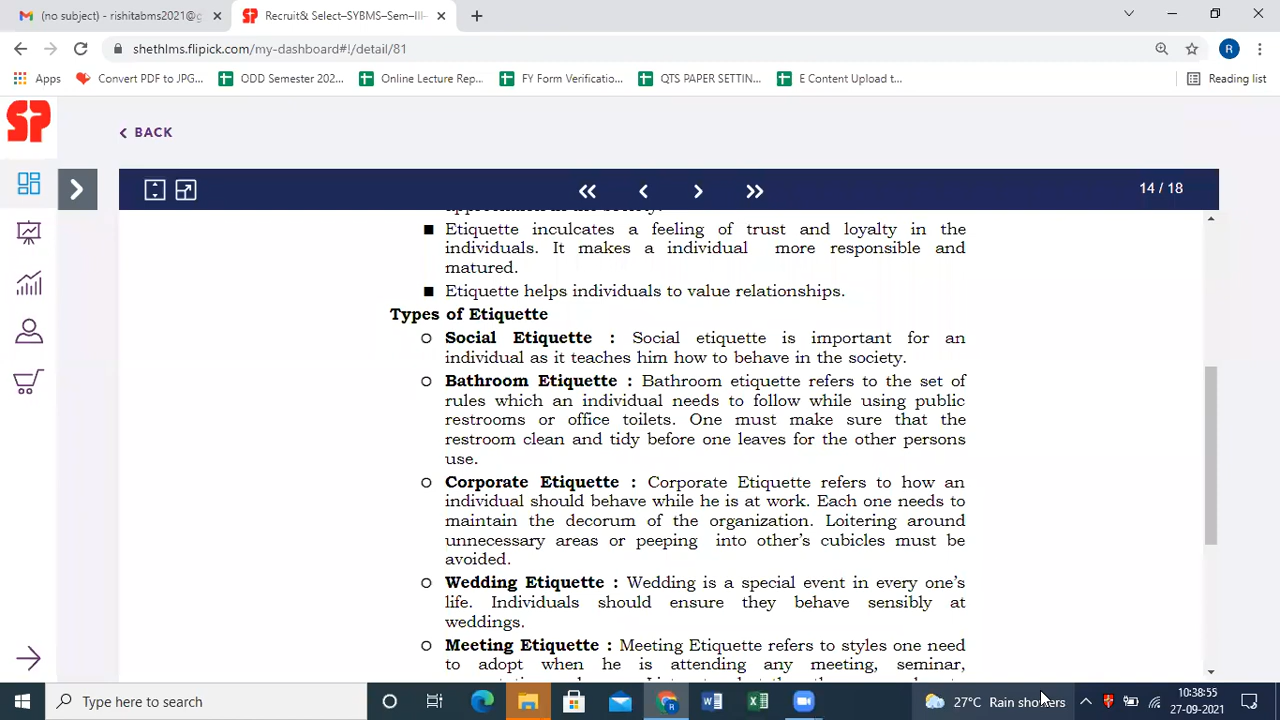 (no subject) - rishitabms2021@g
Recruit& Select–SYBMS–Sem–III–
shethlms.flipick.com/my-dashboard#!/detail/81
R
Apps
Convert PDF to JPG...
ODD Semester 202...
Online Lecture Rep...
FY Form Verificatio...
QTS PAPER SETTIN...
E Content Upload t...
Reading list
SP
BACK
14 / 18
Etiquette inculcates a feeling of trust and loyalty in the
individuals. It makes a individual more responsible and
matured.
Etiquette helps individuals to value relationships.
Types of Etiquette
Social Etiquette : Social etiquette is important for an
individual as it teaches him how to behave in the society.
Bathroom Etiquette : Bathroom etiquette refers to the set of
rules which an individual needs to follow while using public
restrooms or office toilets. One must make sure that the
restroom clean and tidy before one leaves for the other persons
use.
Corporate Etiquette : Corporate Etiquette refers to how an
individual should behave while he is at work. Each one needs to
maintain the decorum of the organization. Loitering around
unnecessary areas or peeping into other's cubicles must be
avoided.
Wedding Etiquette : Wedding is a special event in every one's
life. Individuals should ensure they behave sensibly at
weddings.
Meeting Etiquette : Meeting Etiquette refers to styles one need
to adopt when he is attending any meeting, seminar,
Type here to search
27°C Rain showers
10:38:55
27-09-2021